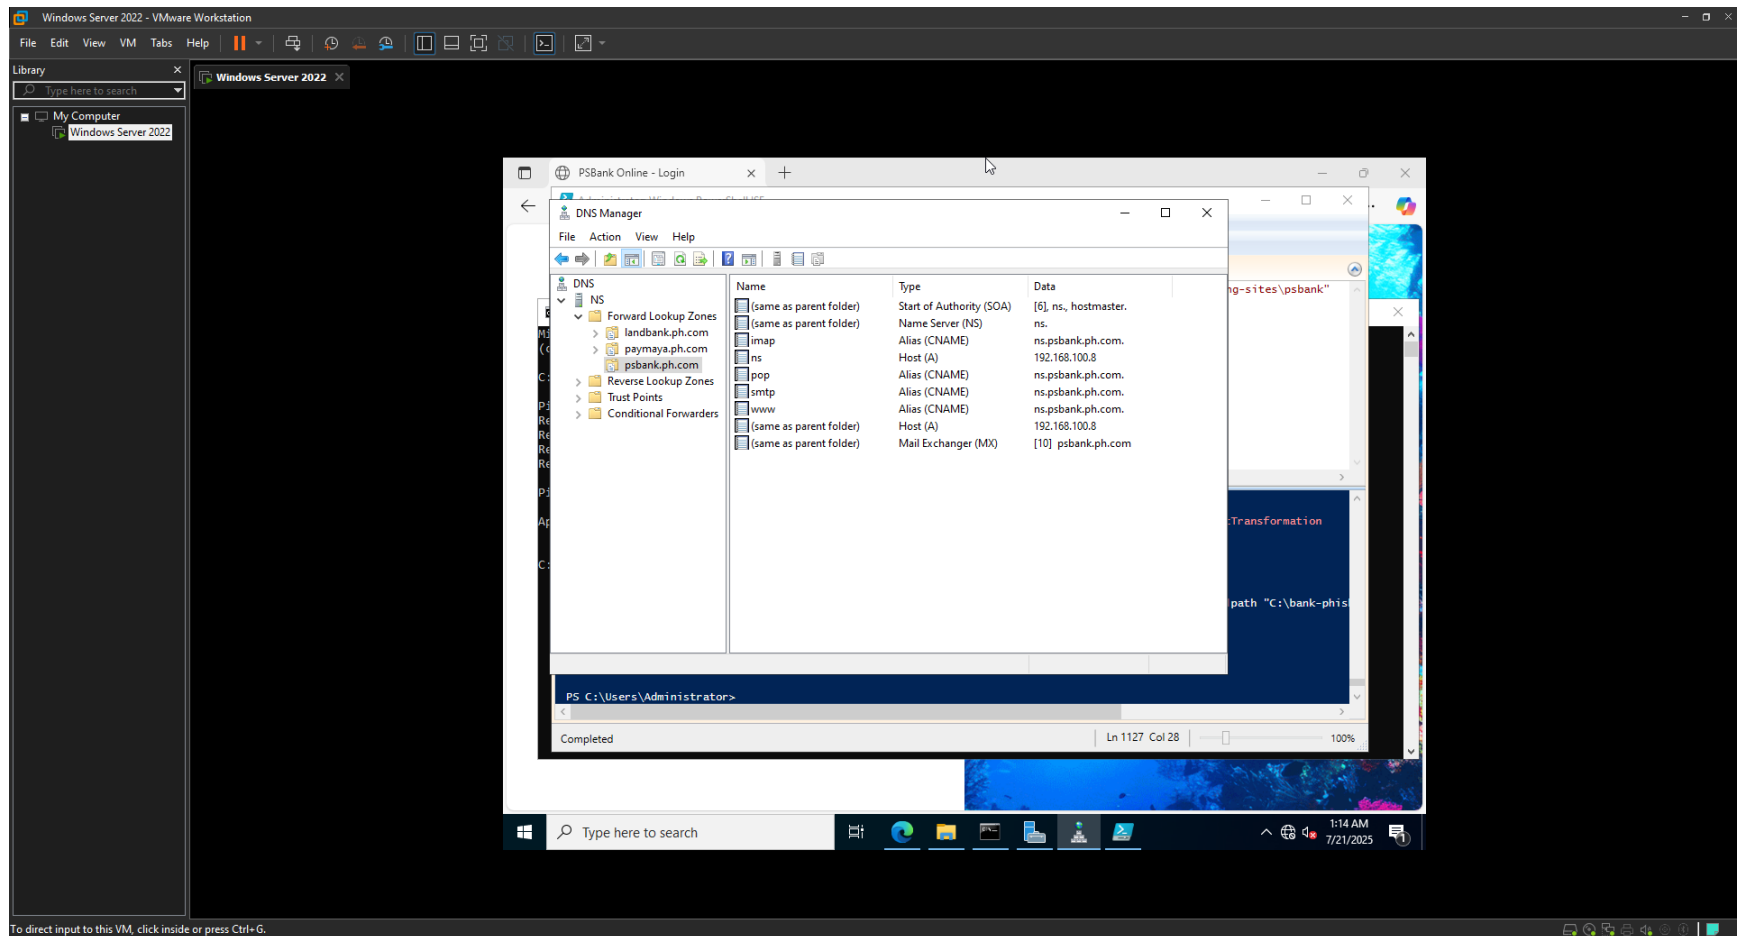 Windows Server 2022 - VMware Workstation
File Edit View VM Tabs Help
Library
Type here to search
My Computer
Windows Server 2022
Windows Server 2022
PSBank Online - Login
DNS Manager
File Action View Help
DNS
NS
Forward Lookup Zones
landbank.ph.com
paymaya.ph.com
psbank.ph.com
Reverse Lookup Zones
Trust Points
Conditional Forwarders
Name Type Data
(same as parent folder) Start of Authority (SOA) [6], ns., hostmaster.
(same as parent folder) Name Server (NS) ns.
imap Alias (CNAME) ns.psbank.ph.com.
ns Host (A) 192.168.100.8
pop Alias (CNAME) ns.psbank.ph.com.
smtp Alias (CNAME) ns.psbank.ph.com.
www Alias (CNAME) ns.psbank.ph.com.
(same as parent folder) Host (A) 192.168.100.8
(same as parent folder) Mail Exchanger (MX) [10] psbank.ph.com
ng-sites\psbank"
:Transformation
path "C:\bank-phis
PS C:\Users\Administrator>
Completed
Ln 1127 Col 28
100%
Type here to search
1:14 AM
7/21/2025
1
To direct input to this VM, click inside or press Ctrl+G.